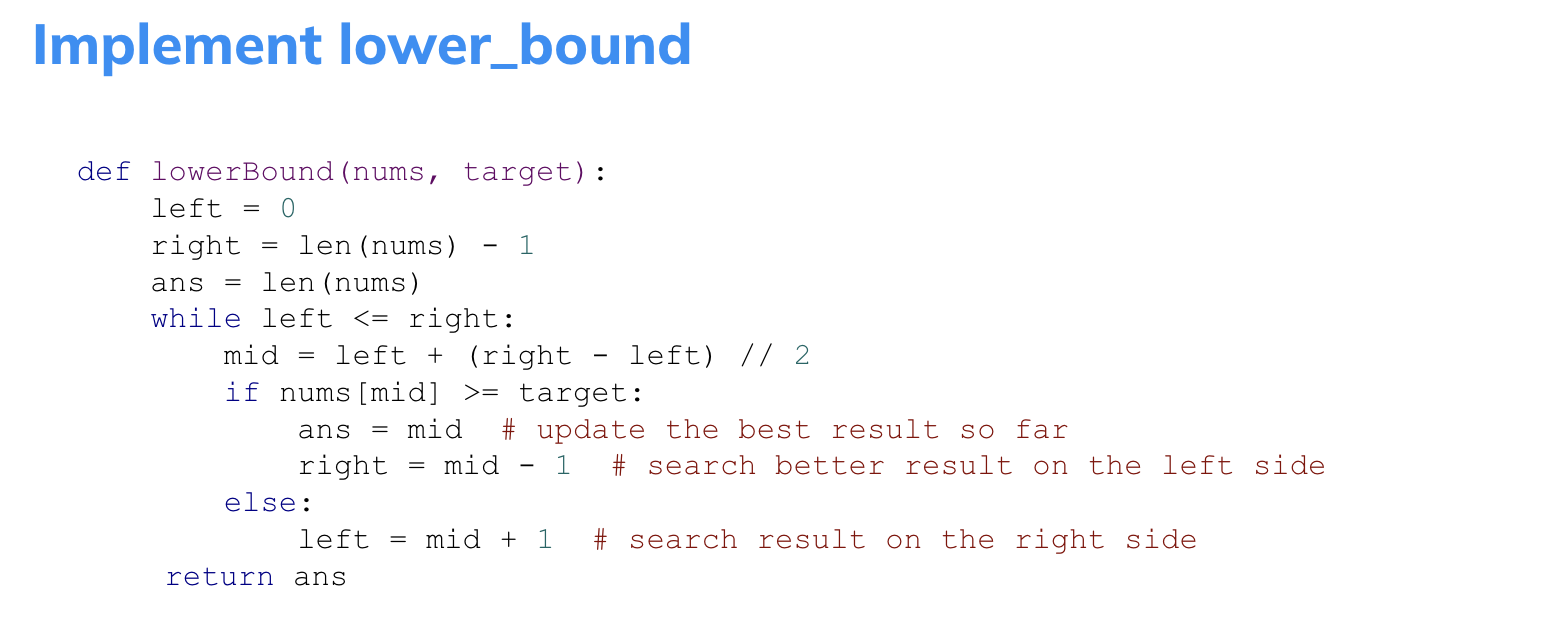 Implement lower_bound
def lowerBound(nums, target):
    left = 0
    right = len(nums) - 1
    ans = len(nums)
    while left <= right:
        mid = left + (right - left) // 2
        if nums[mid] >= target:
            ans = mid  # update the best result so far
            right = mid - 1  # search better result on the left side
        else:
            left = mid + 1  # search result on the right side
     return ans